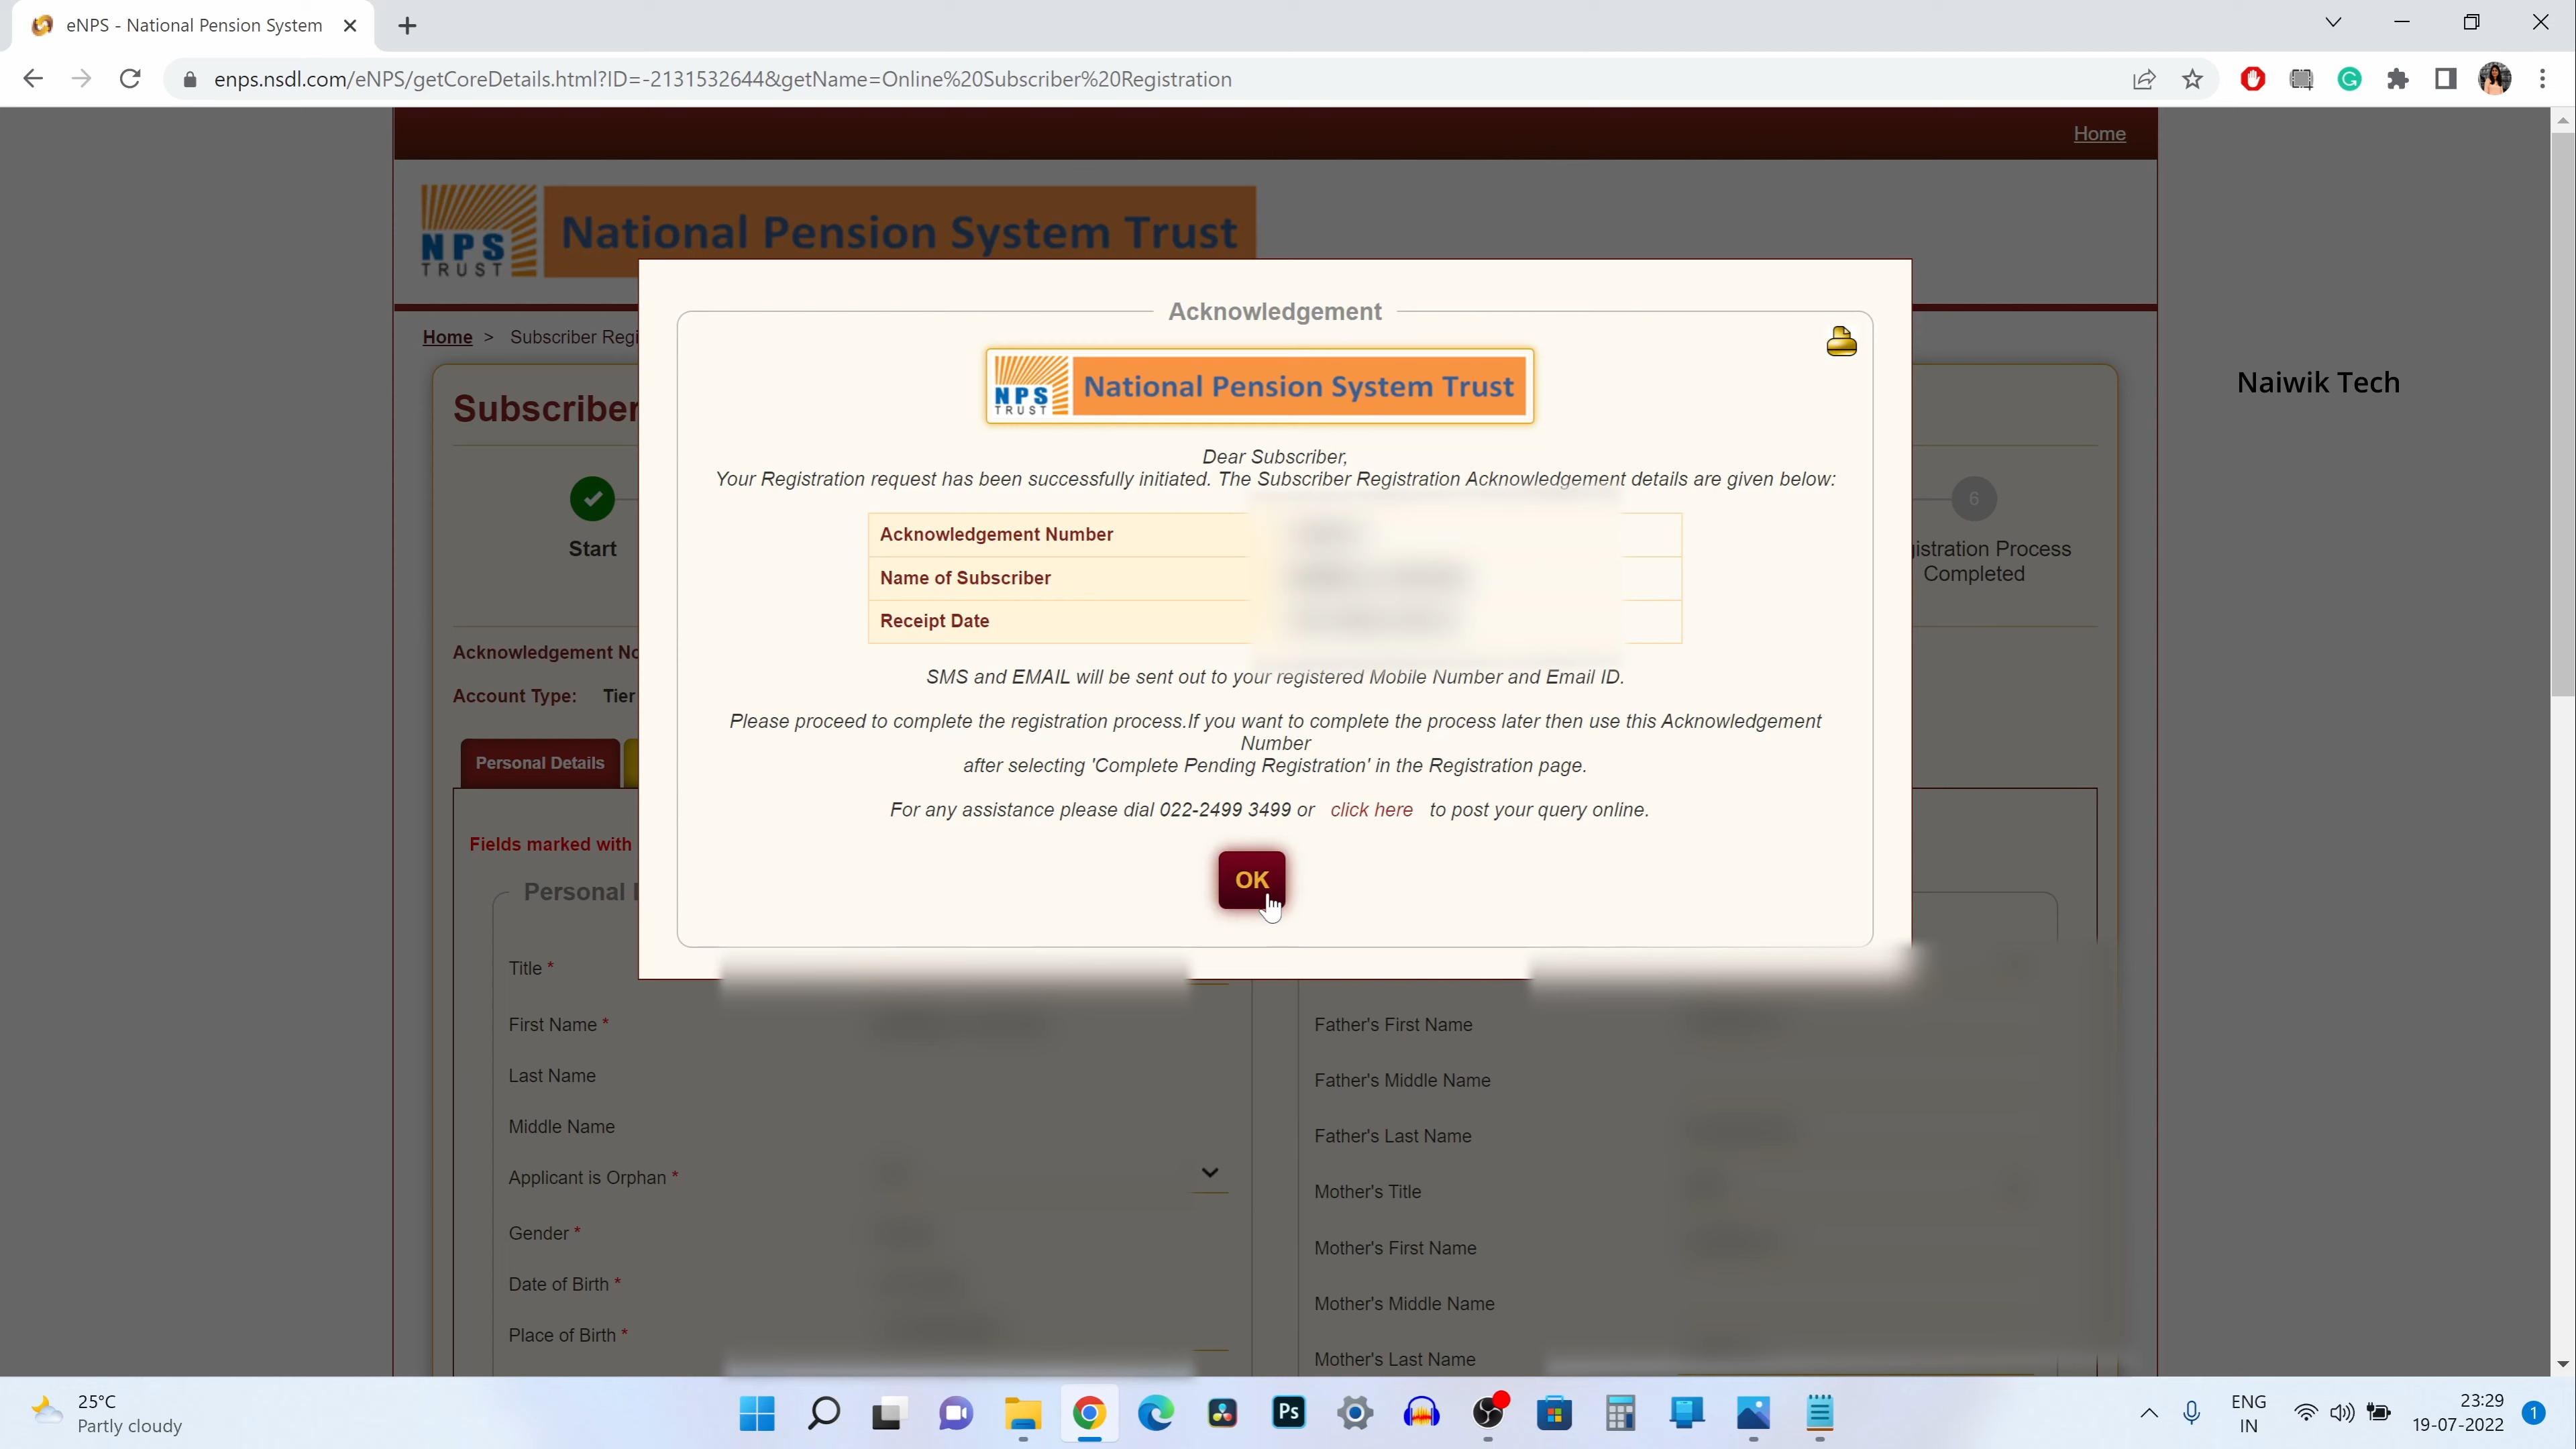 eNPS - National Pension System
enps.nsdl.com/eNPS/getCoreDetails.html?ID=-2131532644&getName=Online%20Subscriber%20Registration
Home
NPS
TRUST
National Pension System Trust
Home > Subscriber Regi
Naiwik Tech
Subscriber
Start
6
istration Process
Completed
Acknowledgement No
Account Type: Tier
Personal Details
Fields marked with
Personal
Acknowledgement
NPS
TRUST
National Pension System Trust
Dear Subscriber,
Your Registration request has been successfully initiated. The Subscriber Registration Acknowledgement details are given below:
Acknowledgement Number
Name of Subscriber
Receipt Date
SMS and EMAIL will be sent out to your registered Mobile Number and Email ID.
Please proceed to complete the registration process.If you want to complete the process later then use this Acknowledgement
Number
after selecting 'Complete Pending Registration' in the Registration page.
For any assistance please dial 022-2499 3499 or click here to post your query online.
OK
Title *
First Name *
Last Name
Middle Name
Applicant is Orphan *
Gender *
Date of Birth *
Place of Birth *
Father's First Name
Father's Middle Name
Father's Last Name
Mother's Title
Mother's First Name
Mother's Middle Name
Mother's Last Name
25°C
Partly cloudy
Ps
ENG
IN
23:29
19-07-2022
1